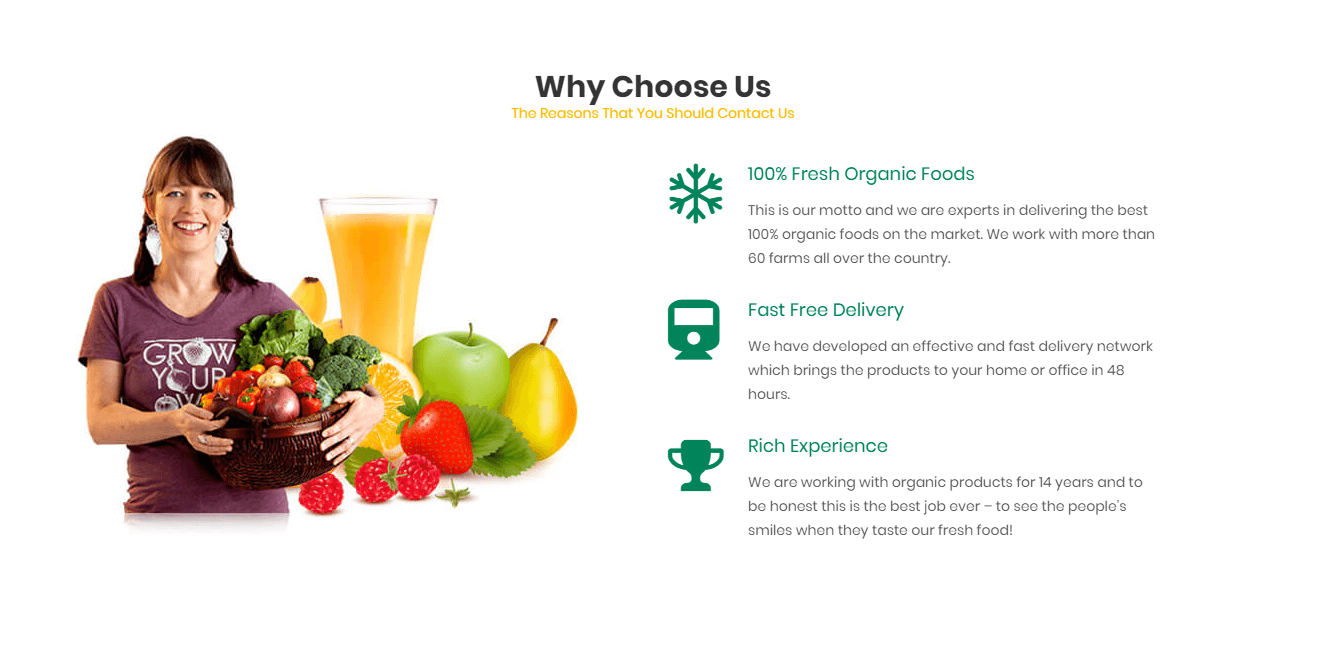 Why Choose Us
The Reasons That You Should Contact Us
GROW
YOUR
100% Fresh Organic Foods
This is our motto and we are experts in delivering the best
100% organic foods on the market. We work with more than
60 farms all over the country.
Fast Free Delivery
We have developed an effective and fast delivery network
which brings the products to your home or office in 48
hours.
Rich Experience
We are working with organic products for 14 years and to
be honest this is the best job ever – to see the people's
smiles when they taste our fresh food!